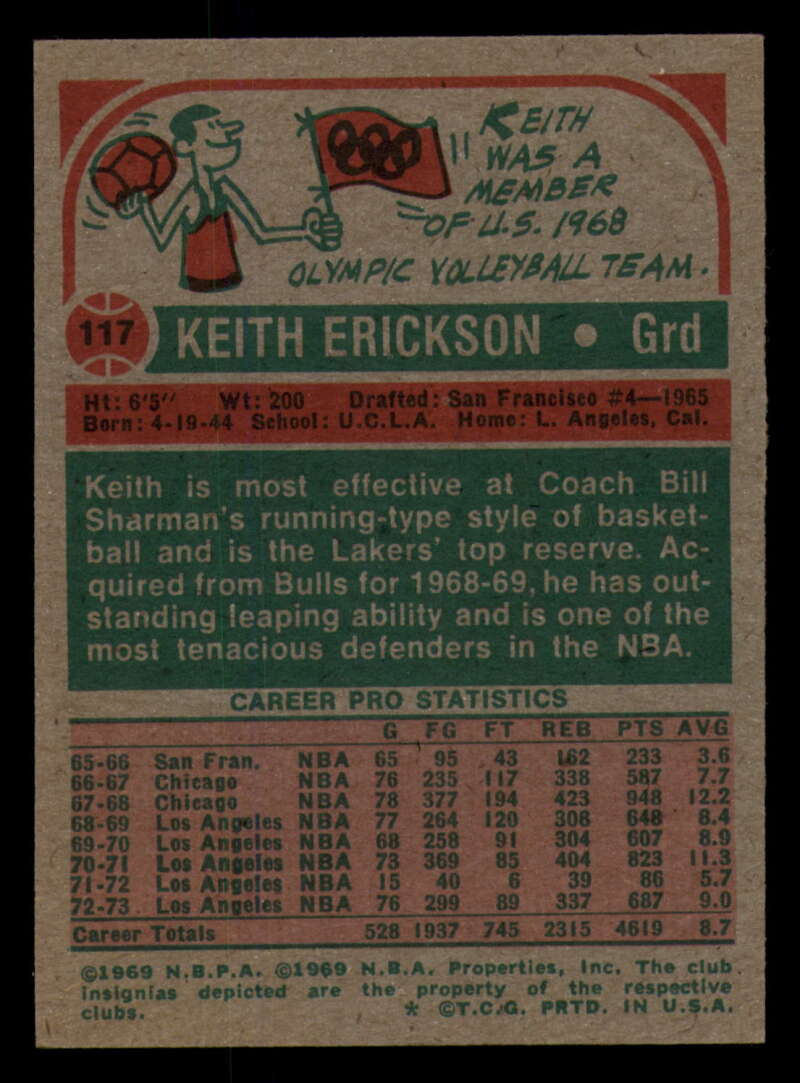 KEITH
WAS A
MEMBER
OF U.S. 1968
OLYMPIC VOLLEYBALL TEAM.
117 KEITH ERICKSON • Grd
Ht: 6'5" Wt: 200 Drafted: San Francisco #4—1965
Born: 4-19-44 School: U.C.L.A. Home: L. Angeles, Cal.
Keith is most effective at Coach Bill
Sharman's running-type style of basket-
ball and is the Lakers' top reserve. Ac-
quired from Bulls for 1968-69, he has out-
standing leaping ability and is one of the
most tenacious defenders in the NBA.
CAREER PRO STATISTICS
G FG FT REB PTS AVG
65-66 San Fran. NBA 65 95 43 162 233 3.6
66-67 Chicago NBA 76 235 117 338 587 7.7
67-68 Chicago NBA 78 377 194 423 948 12.2
68-69 Los Angeles NBA 77 264 120 308 648 8.4
69-70 Los Angeles NBA 68 258 91 304 607 8.9
70-71 Los Angeles NBA 73 369 85 404 823 11.3
71-72 Los Angeles NBA 15 40 6 39 86 5.7
72-73 Los Angeles NBA 76 299 89 337 687 9.0
Career Totals 528 1937 745 2315 4619 8.7
©1969 N.B.P.A. ©1969 N.B.A. Properties, Inc. The club
insignias depicted are the property of the respective
clubs. * ©T.C.G. PRTD. IN U.S.A.